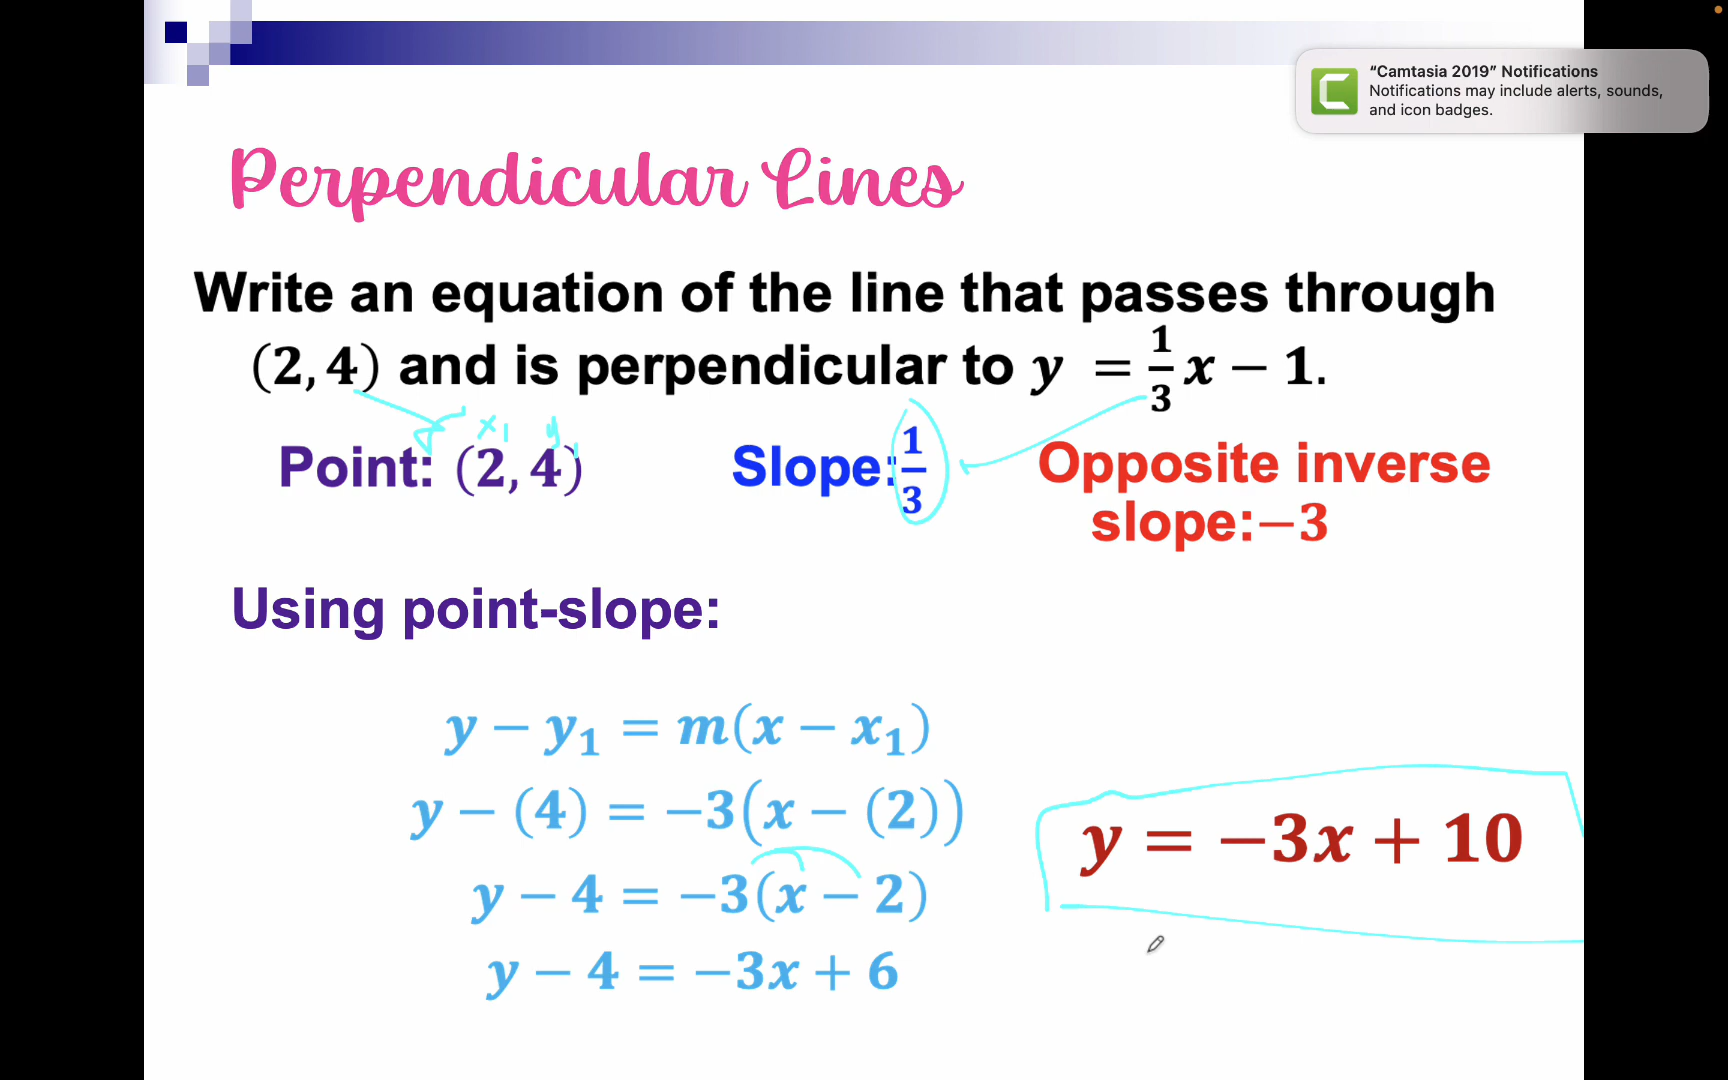 "Camtasia 2019" Notifications
Notifications may include alerts, sounds,
and icon badges.
Perpendicular Lines
Write an equation of the line that passes through
(2, 4) and is perpendicular to y = 1/3 x − 1.
x₁ y₁
Point: (2, 4) Slope: 1/3 Opposite inverse
slope: −3
Using point-slope:
y − y₁ = m(x − x₁)
y − (4) = −3(x − (2))
y − 4 = −3(x − 2)
y − 4 = −3x + 6
y = −3x + 10